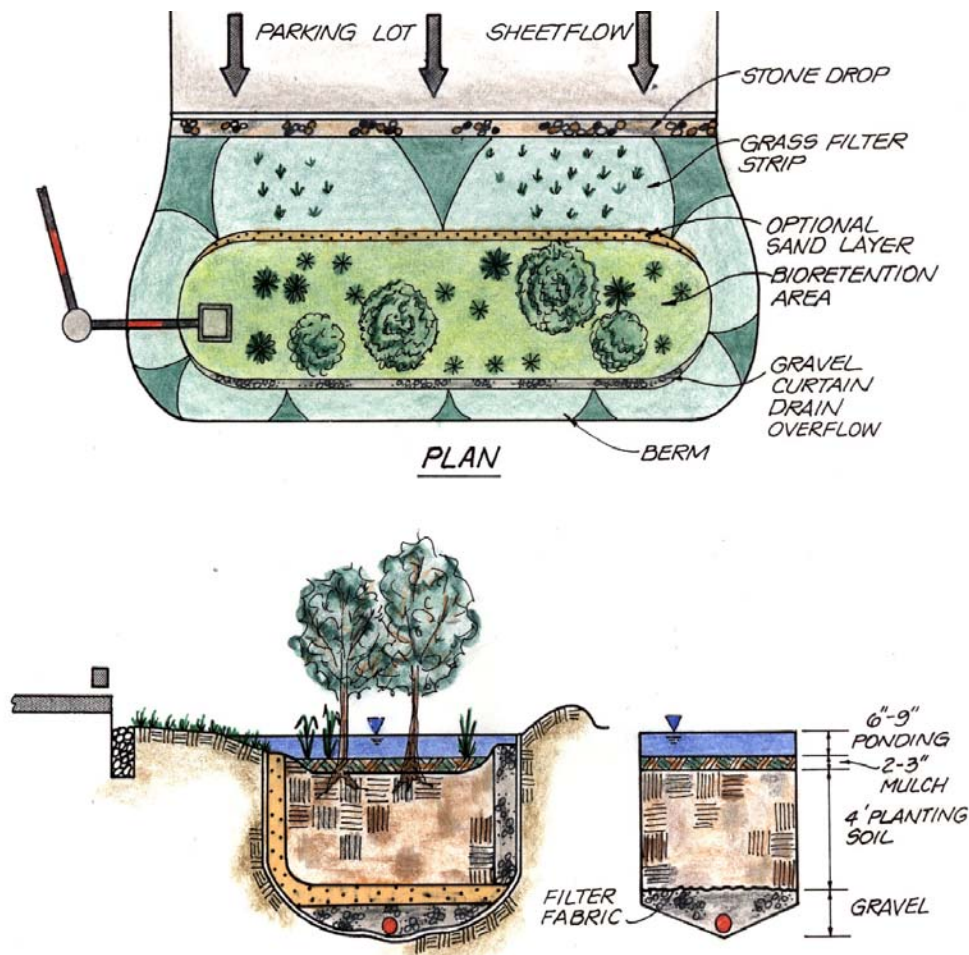 PARKING LOT
SHEETFLOW
STONE DROP
GRASS FILTER
STRIP
OPTIONAL
SAND LAYER
BIORETENTION
AREA
GRAVEL
CURTAIN
DRAIN
OVERFLOW
BERM
PLAN
6"-9"
PONDING
2-3"
MULCH
4' PLANTING
SOIL
FILTER
FABRIC
GRAVEL